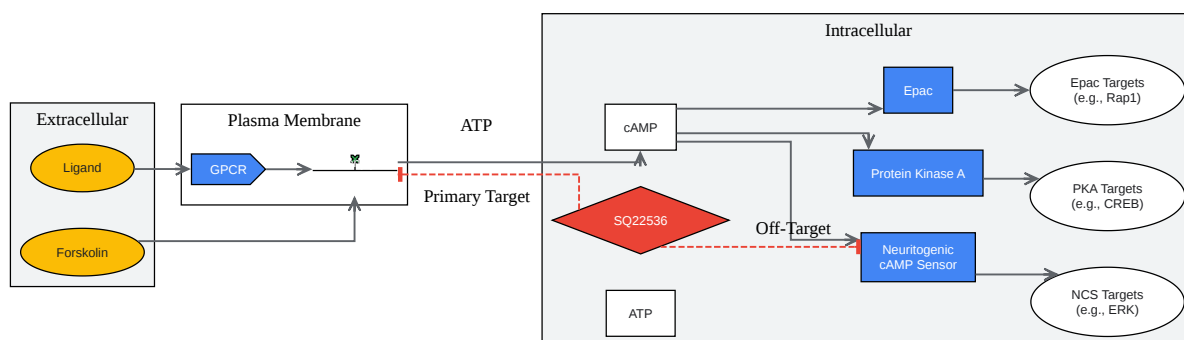 Intracellular
Extracellular
Plasma Membrane
ATP
Ligand
GPCR
Forskolin
Primary Target
cAMP
SQ22536
Off-Target
ATP
Epac
Protein Kinase A
Neuritogenic
cAMP Sensor
Epac Targets
(e.g., Rap1)
PKA Targets
(e.g., CREB)
NCS Targets
(e.g., ERK)